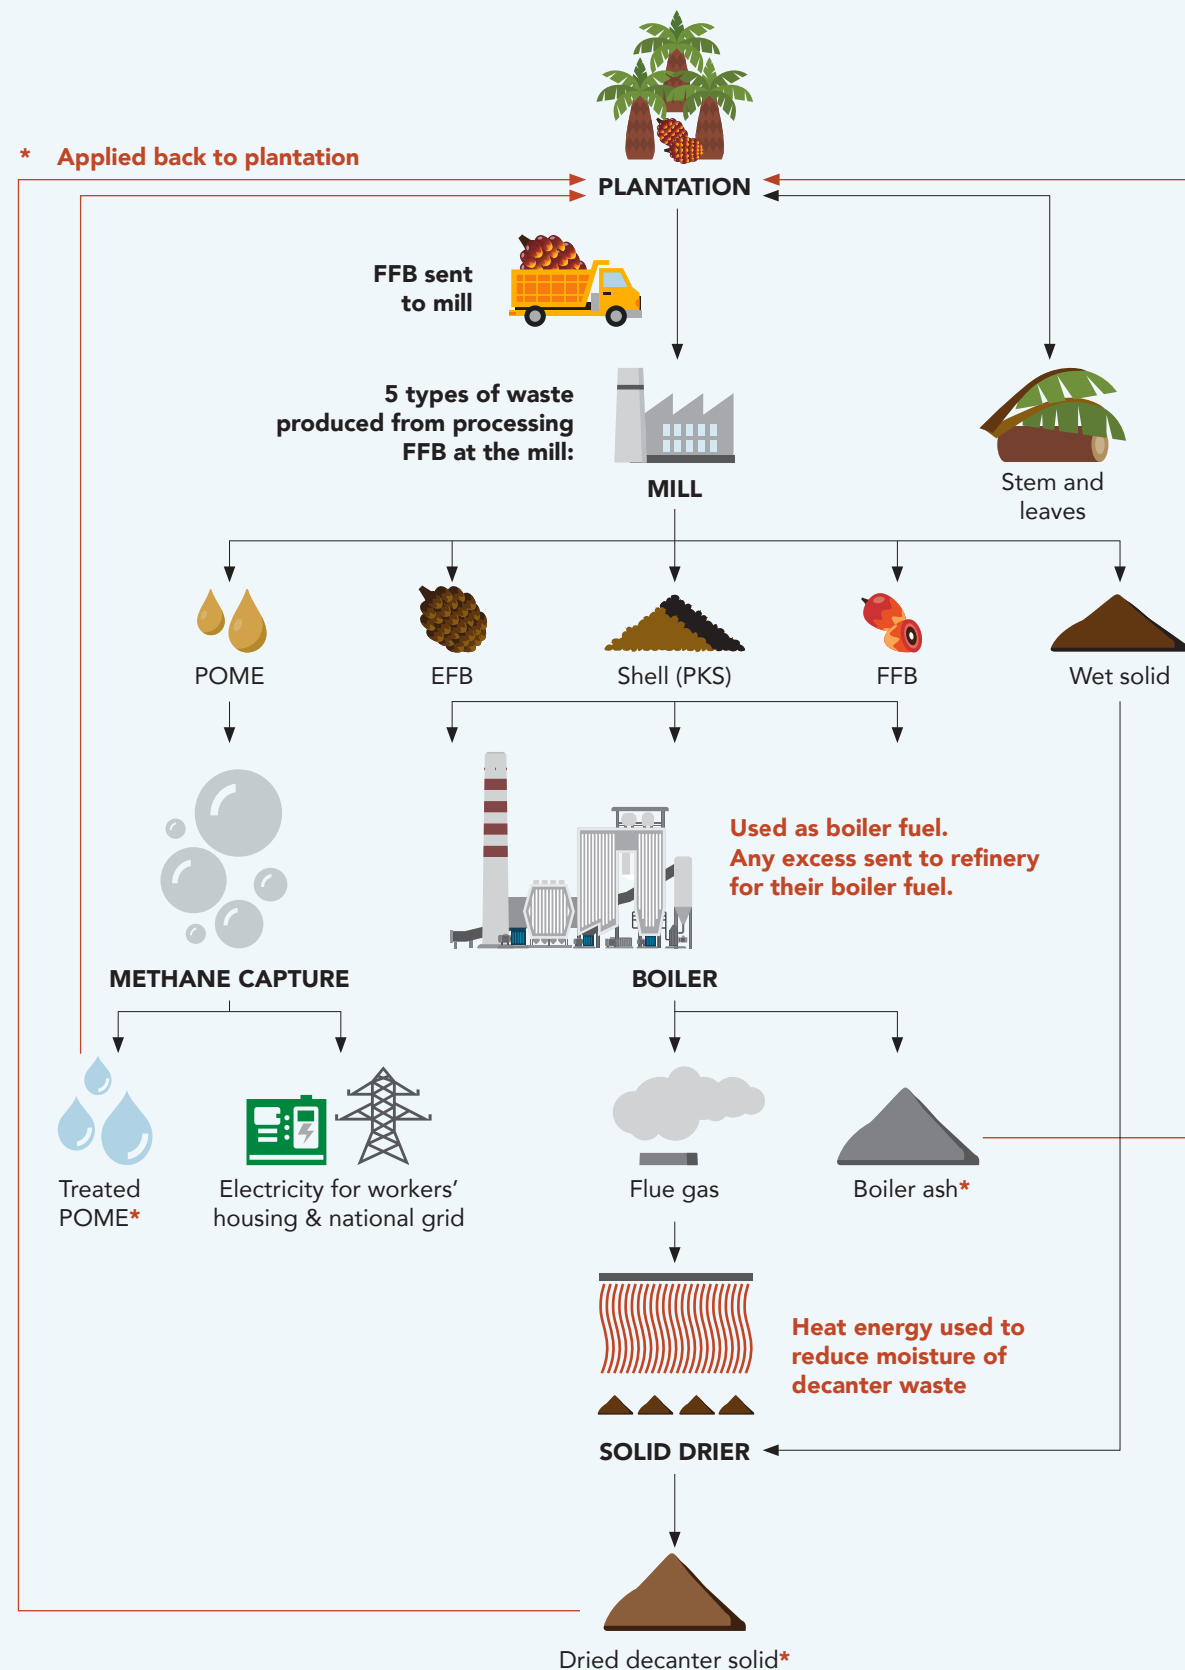 * Applied back to plantation
PLANTATION
FFB sent
to mill
5 types of waste
produced from processing
FFB at the mill:
MILL
Stem and
leaves
POME
EFB
Shell (PKS)
FFB
Wet solid
Used as boiler fuel.
Any excess sent to refinery
for their boiler fuel.
METHANE CAPTURE
BOILER
Treated
POME*
Electricity for workers’
housing & national grid
Flue gas
Boiler ash*
Heat energy used to
reduce moisture of
decanter waste
SOLID DRIER
Dried decanter solid*